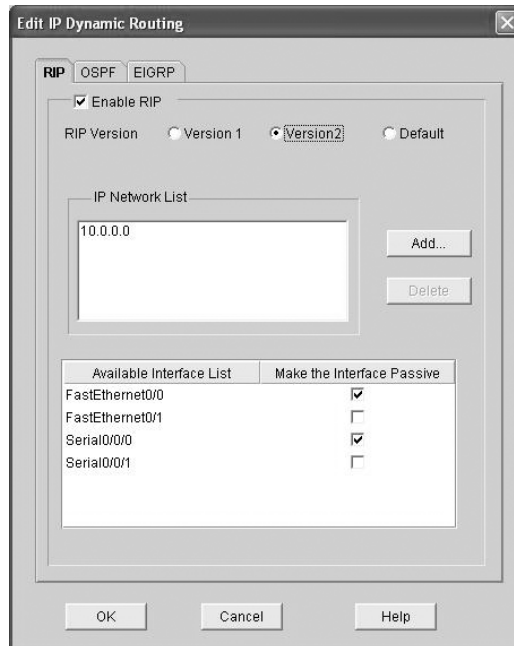 Edit IP Dynamic Routing
RIP OSPF EIGRP
Enable RIP
RIP Version Version 1 Version2 Default
IP Network List
10.0.0.0
Add...
Delete
Available Interface List Make the Interface Passive
FastEthernet0/0
FastEthernet0/1
Serial0/0/0
Serial0/0/1
OK Cancel Help